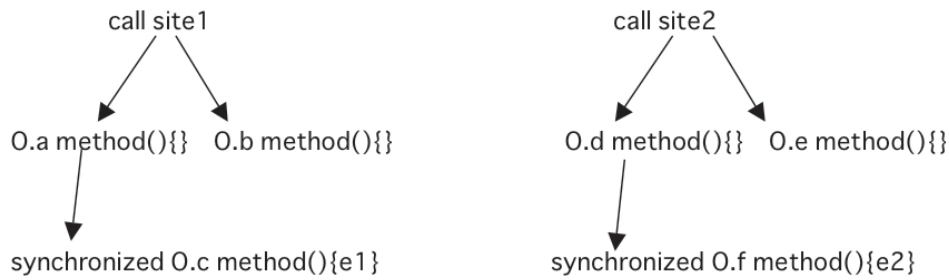 call site1 call site2
O.a method(){} O.b method(){} O.d method(){} O.e method(){}
synchronized O.c method(){e1} synchronized O.f method(){e2}